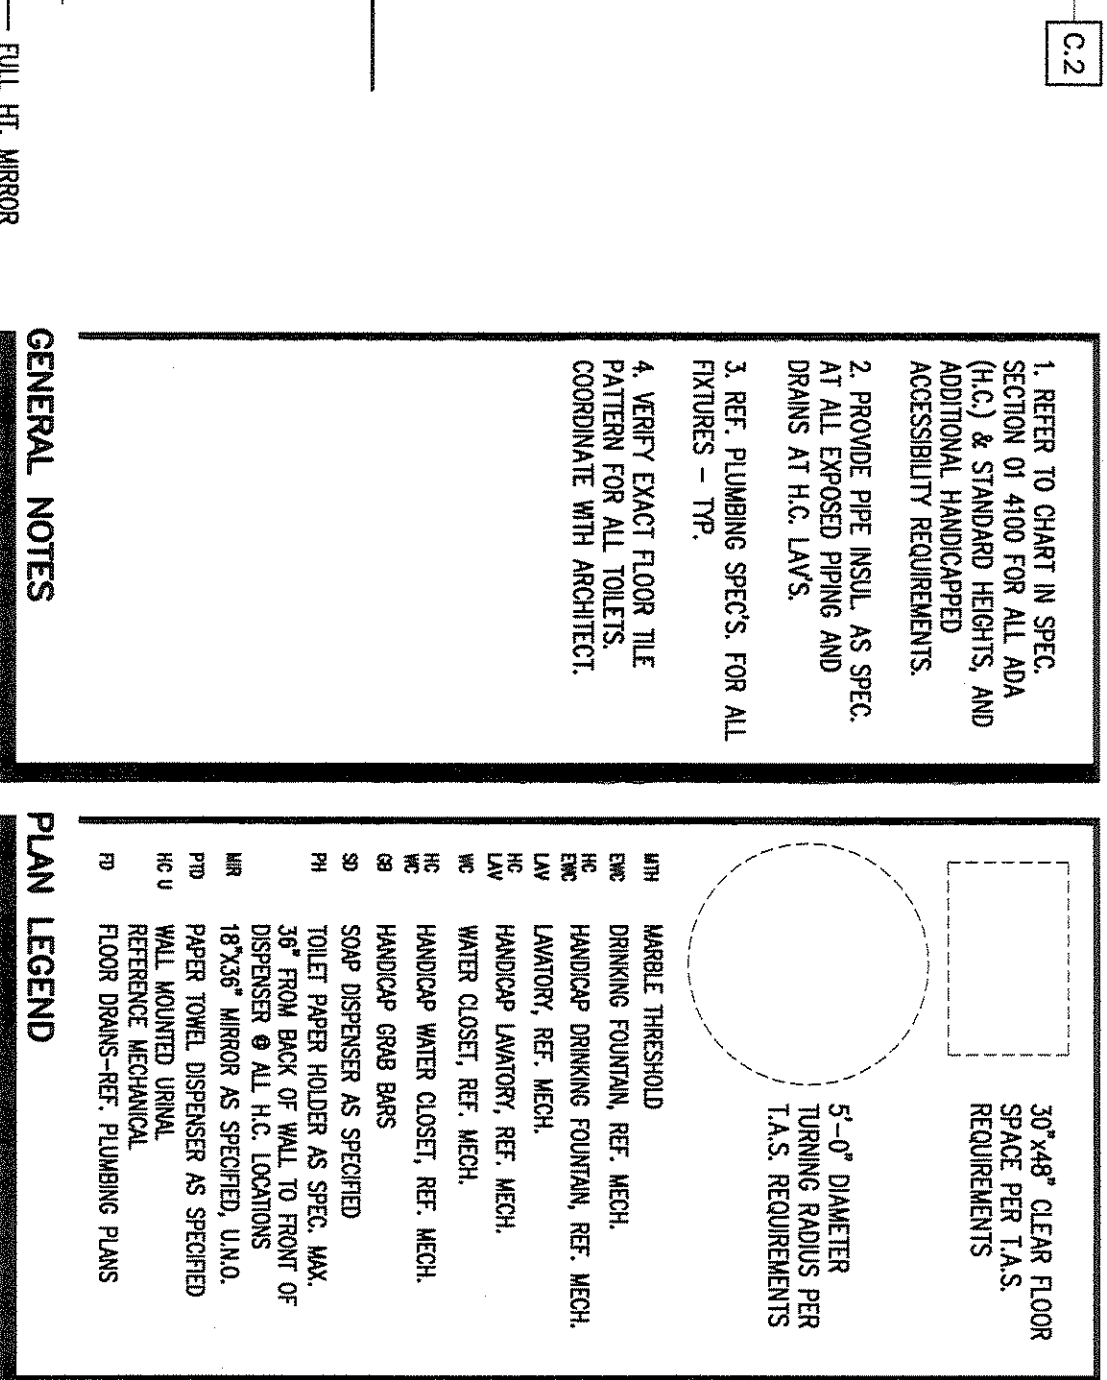 C.2
FULL HT. MIRROR
1. REFER TO CHART IN SPEC.
SECTION 01 4100 FOR ALL ADA
(H.C.) & STANDARD HEIGHTS, AND
ADDITIONAL HANDICAPPED
ACCESSIBILITY REQUIREMENTS.
2. PROVIDE PIPE INSUL. AS SPEC.
AT ALL EXPOSED PIPING AND
DRAINS AT H.C. LAV'S.
3. REF. PLUMBING SPEC'S. FOR ALL
FIXTURES - TYP.
4. VERIFY EXACT FLOOR TILE
PATTERN FOR ALL TOILETS.
COORDINATE WITH ARCHITECT.
GENERAL NOTES
30"x48" CLEAR FLOOR
SPACE PER T.A.S.
REQUIREMENTS
5'-0" DIAMETER
TURNING RADIUS PER
T.A.S. REQUIREMENTS
MTH MARBLE THRESHOLD
EWC DRINKING FOUNTAIN, REF. MECH.
HC
EWC HANDICAP DRINKING FOUNTAIN, REF. MECH.
LAV LAVATORY, REF. MECH.
HC
LAV HANDICAP LAVATORY, REF. MECH.
WC WATER CLOSET, REF. MECH.
HC
WC HANDICAP WATER CLOSET, REF. MECH.
GB HANDICAP GRAB BARS
SD SOAP DISPENSER AS SPECIFIED
PH TOILET PAPER HOLDER AS SPEC. MAX.
36" FROM BACK OF WALL TO FRONT OF
DISPENSER @ ALL H.C. LOCATIONS
MIR 18"X36" MIRROR AS SPECIFIED, U.N.O.
PTD PAPER TOWEL DISPENSER AS SPECIFIED
HC U WALL MOUNTED URINAL
REFERENCE MECHANICAL
FD FLOOR DRAINS-REF. PLUMBING PLANS
PLAN LEGEND